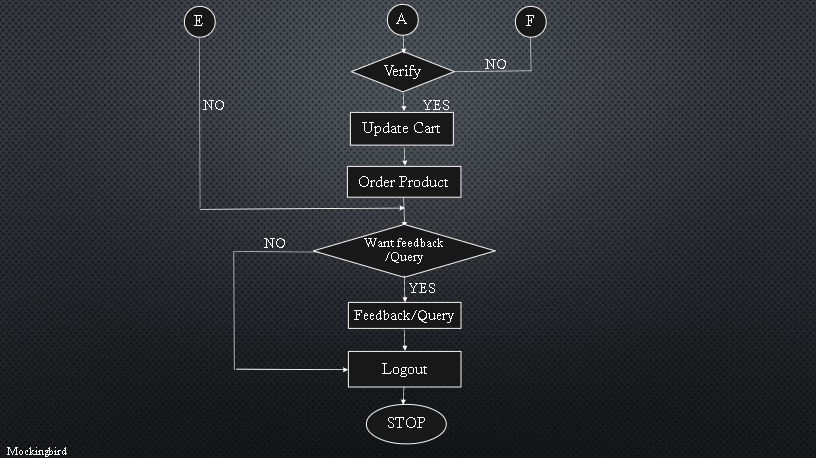 E
A
F
Verify
NO
NO
YES
Update Cart
Order Product
NO
Want feedback
/Query
YES
Feedback/Query
Logout
STOP
Mockingbird